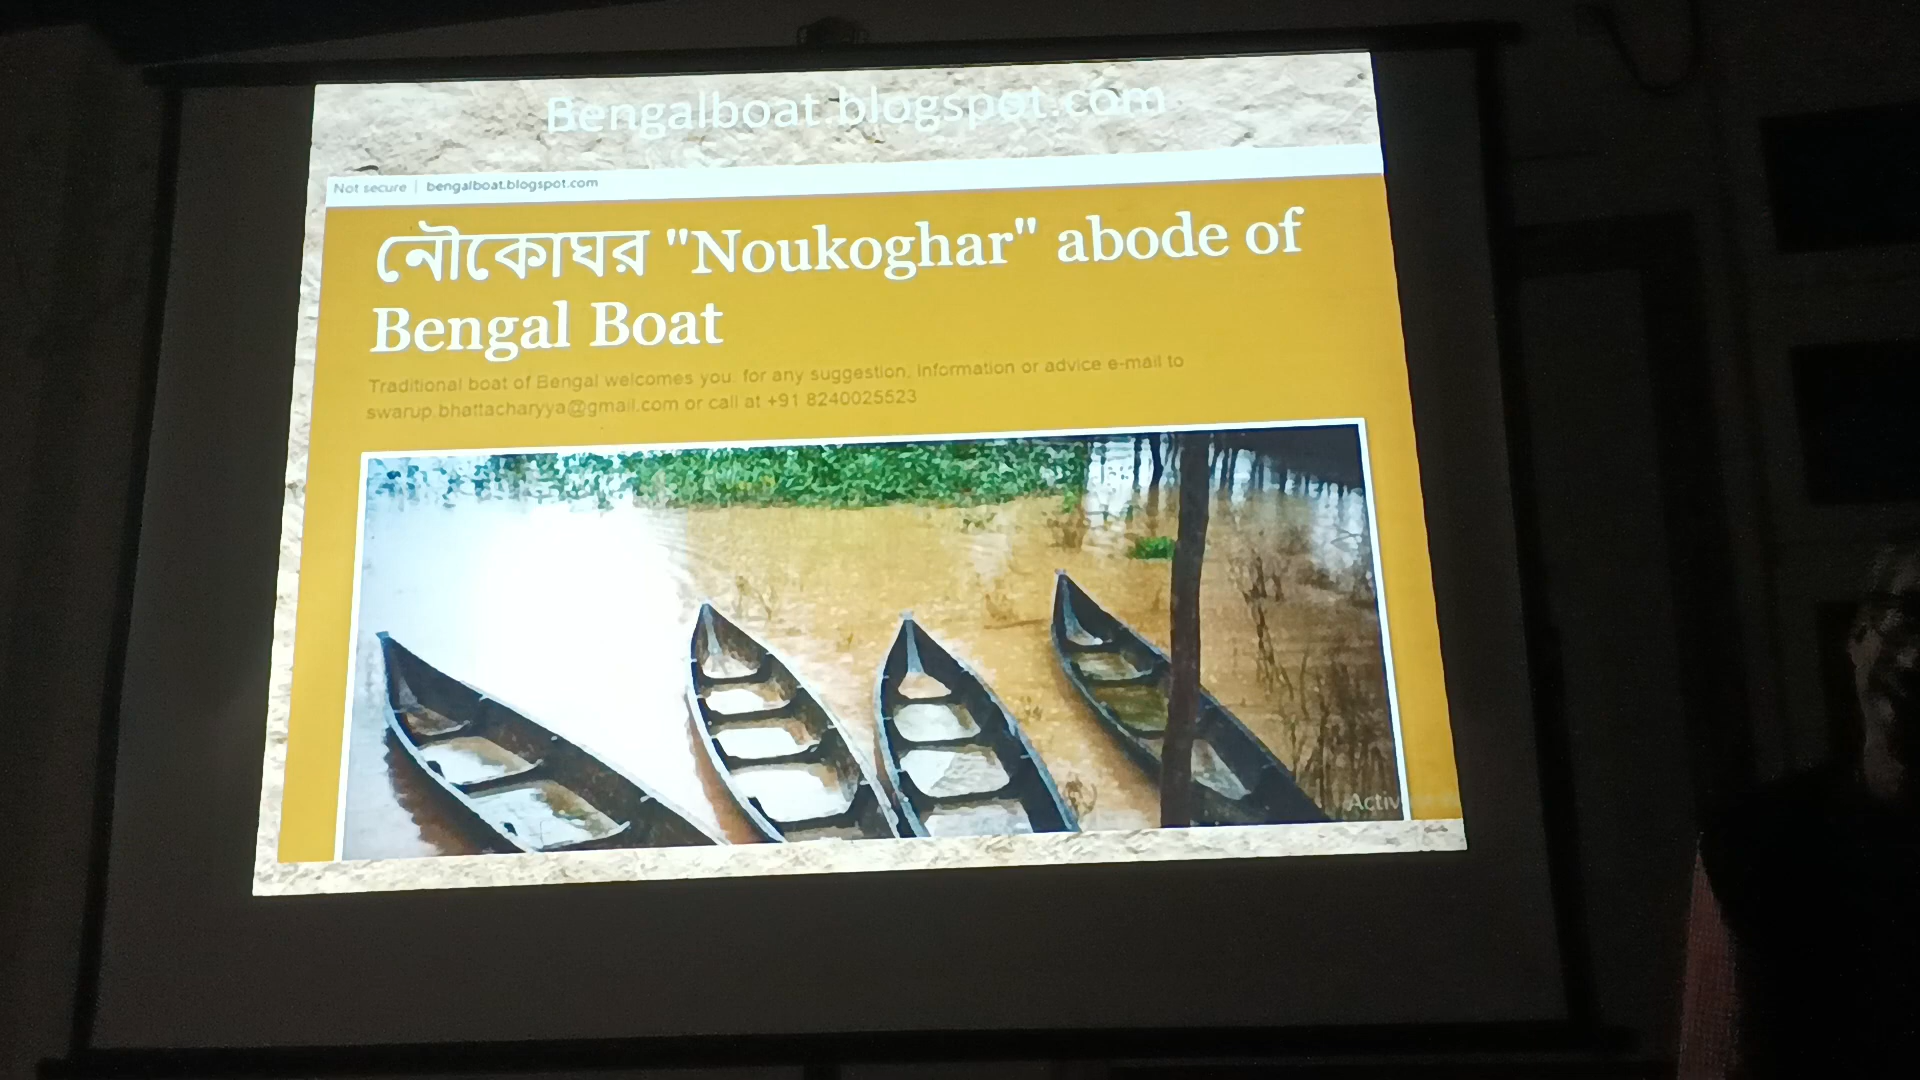 Bengalboat.blogspot.com
Not secure | bengalboat.blogspot.com
নৌকোঘর "Noukoghar" abode of
Bengal Boat
Traditional boat of Bengal welcomes you. for any suggestion, information or advice e-mail to
swarup.bhattacharyya@gmail.com or call at +91 8240025523